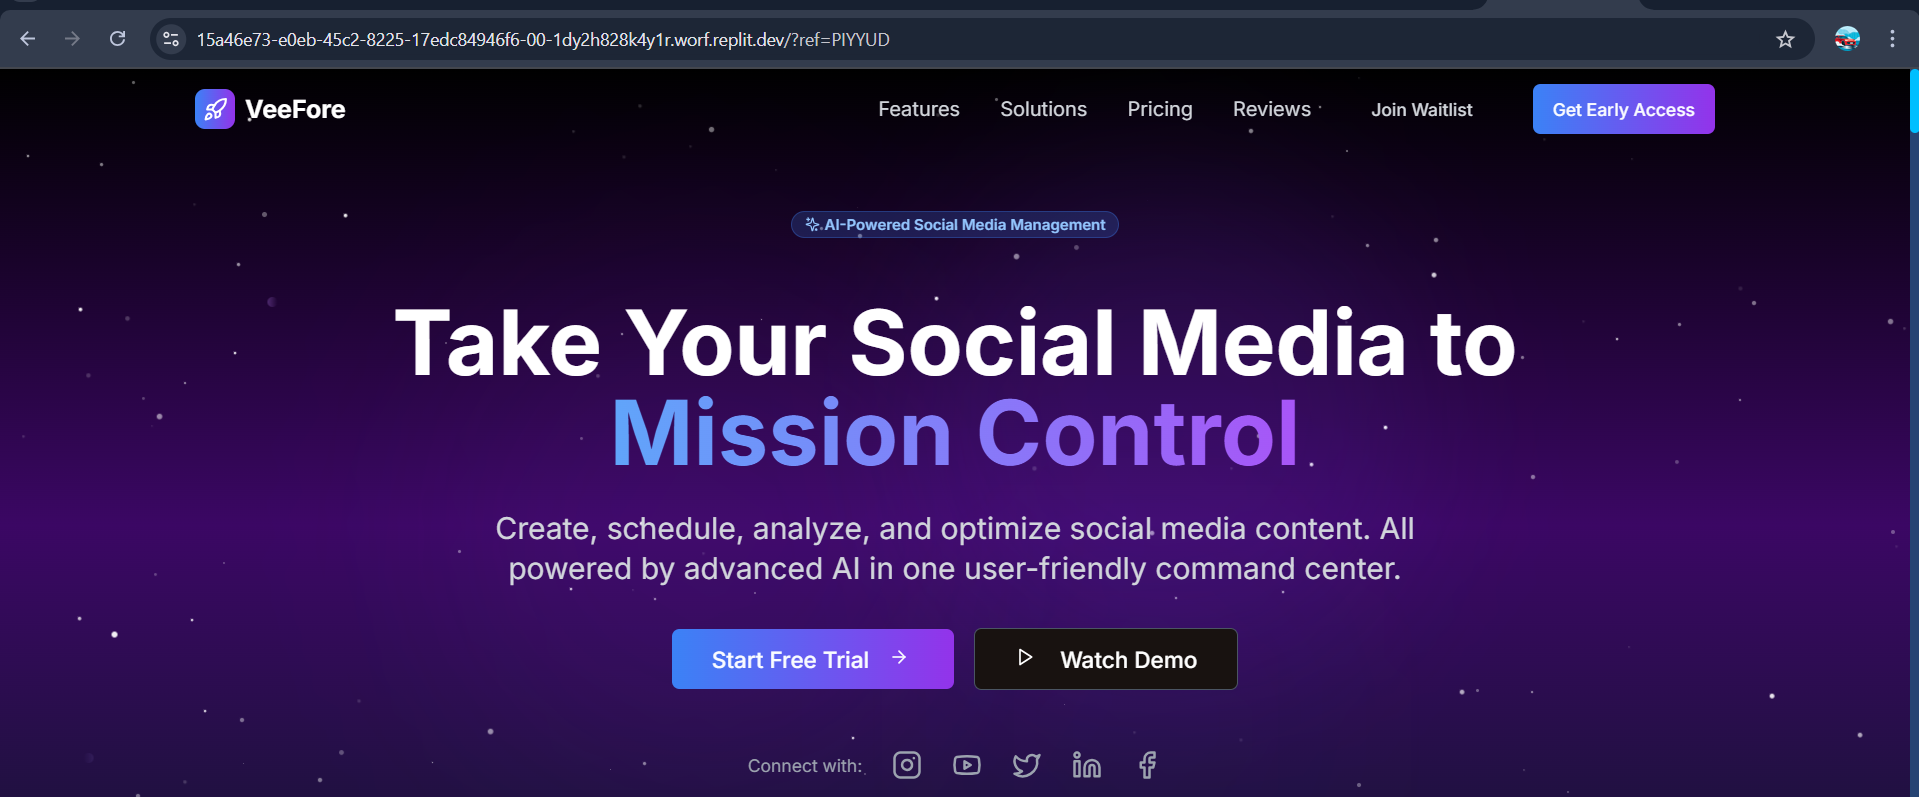 15a46e73-e0eb-45c2-8225-17edc84946f6-00-1dy2h828k4y1r.worf.replit.dev/?ref=PIYYUD
VeeFore
Features Solutions Pricing Reviews Join Waitlist Get Early Access
AI-Powered Social Media Management
Take Your Social Media to
Mission Control
Create, schedule, analyze, and optimize social media content. All
powered by advanced AI in one user-friendly command center.
Start Free Trial Watch Demo
Connect with: